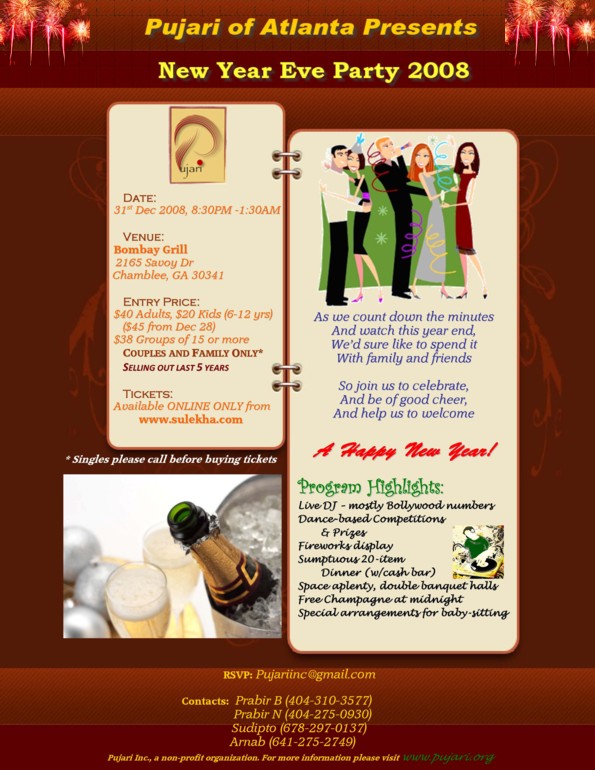 Pujari of Atlanta Presents
New Year Eve Party 2008
Pujari
DATE:
31st Dec 2008, 8:30PM -1:30AM
VENUE:
Bombay Grill
2165 Savoy Dr
Chamblee, GA 30341
ENTRY PRICE:
$40 Adults, $20 Kids (6-12 yrs)
($45 from Dec 28)
$38 Groups of 15 or more
COUPLES AND FAMILY ONLY*
SELLING OUT LAST 5 YEARS
TICKETS:
Available ONLINE ONLY from
www.sulekha.com
* Singles please call before buying tickets
As we count down the minutes
And watch this year end,
We'd sure like to spend it
With family and friends
So join us to celebrate,
And be of good cheer,
And help us to welcome
A Happy New Year!
Program Highlights:
Live DJ – mostly Bollywood numbers
Dance-based Competitions
& Prizes
Fireworks display
Sumptuous 20-item
Dinner (w/cash bar)
Space aplenty, double banquet halls
Free Champagne at midnight
Special arrangements for baby-sitting
RSVP: Pujariinc@gmail.com
Contacts: Prabir B (404-310-3577)
Prabir N (404-275-0930)
Sudipto (678-297-0137)
Arnab (641-275-2749)
Pujari Inc., a non-profit organization. For more information please visit www.pujari.org